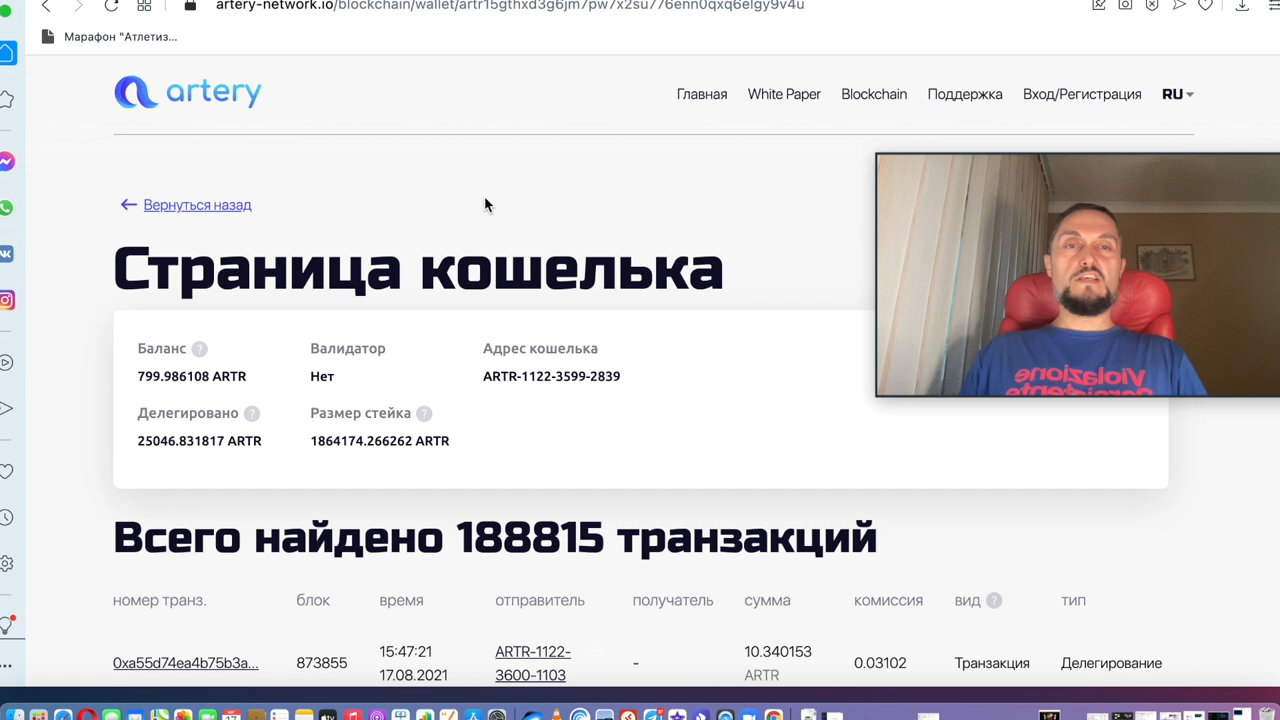 artery-network.io/blockchain/wallet/artr15gthxd3g6jm7pw7x2su776enn0qxq6elgy9v4u
Марафон "Атлетиз...
artery
Главная White Paper Blockchain Поддержка Вход/Регистрация RU
← Вернуться назад
Страница кошелька
Баланс ? Валидатор Адрес кошелька
799.986108 ARTR Нет ARTR-1122-3599-2839
Делегировано ? Размер стейка ?
25046.831817 ARTR 1864174.266262 ARTR
Violazione
Всего найдено 188815 транзакций
номер транз. блок время отправитель получатель сумма комиссия вид ? тип
0xa55d74ea4b75b3a... 873855 15:47:21 17.08.2021 ARTR-1122-3600-1103 - 10.340153 ARTR 0.03102 Транзакция Делегирование